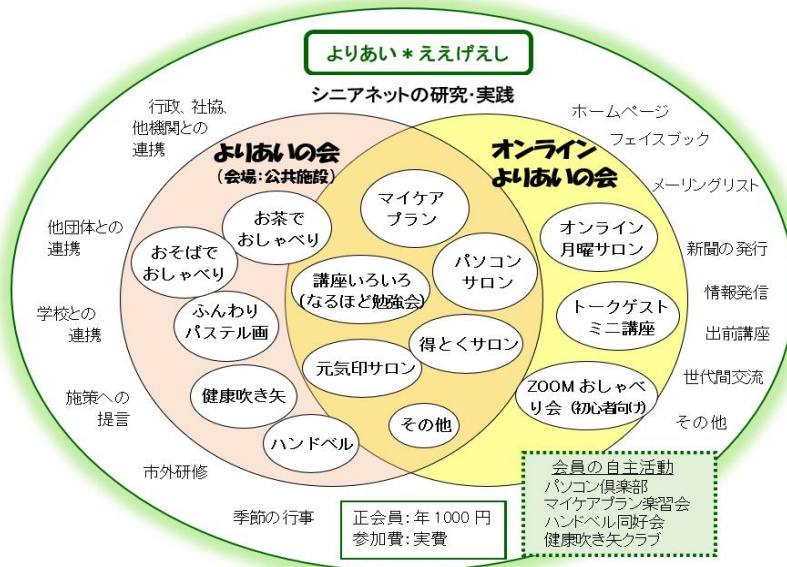 よりあい＊ええげえし
シニアネットの研究・実践
行政、社協、
他機関との
連携
他団体との
連携
学校との
連携
施策への
提言
市外研修
季節の行事
よりあいの会
(会場：公共施設)
お茶で
おしゃべり
おそばで
おしゃべり
ふんわり
パステル画
健康吹き矢
ハンドベル
マイケア
プラン
パソコン
サロン
講座いろいろ
(なるほど勉強会)
得とくサロン
元気印サロン
その他
オンライン
よりあいの会
オンライン
月曜サロン
トークゲスト
ミニ講座
ZOOM おしゃべ
り会 (初心者向け)
ホームページ
フェイスブック
メーリングリスト
新聞の発行
情報発信
出前講座
世代間交流
その他
正会員：年1000円
参加費：実費
会員の自主活動
パソコン倶楽部
マイケアプラン楽習会
ハンドベル同好会
健康吹き矢クラブ